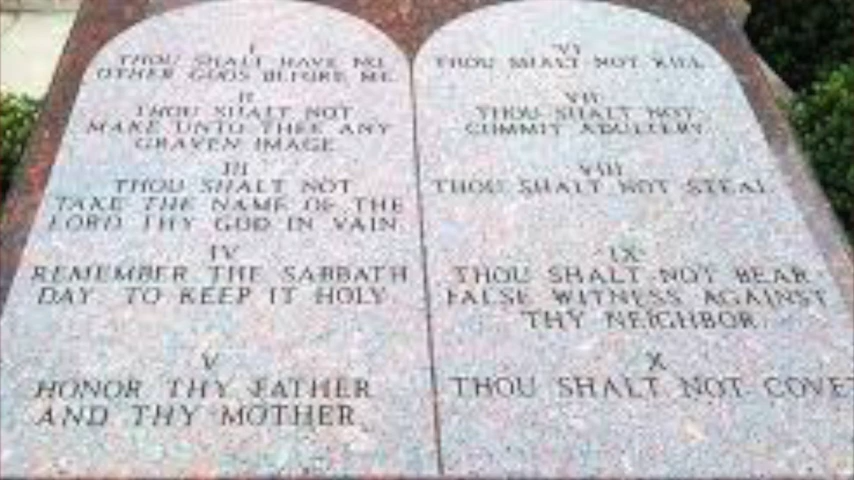 I
THOU SHALT HAVE NO
OTHER GODS BEFORE ME
II
THOU SHALT NOT
MAKE UNTO THEE ANY
GRAVEN IMAGE
III
THOU SHALT NOT
TAKE THE NAME OF THE
LORD THY GOD IN VAIN
IV
REMEMBER THE SABBATH
DAY, TO KEEP IT HOLY
V
HONOR THY FATHER
AND THY MOTHER
VI
THOU SHALT NOT KILL
VII
THOU SHALT NOT
COMMIT ADULTERY
VIII
THOU SHALT NOT STEAL
IX
THOU SHALT NOT BEAR
FALSE WITNESS AGAINST
THY NEIGHBOR
X
THOU SHALT NOT COVET